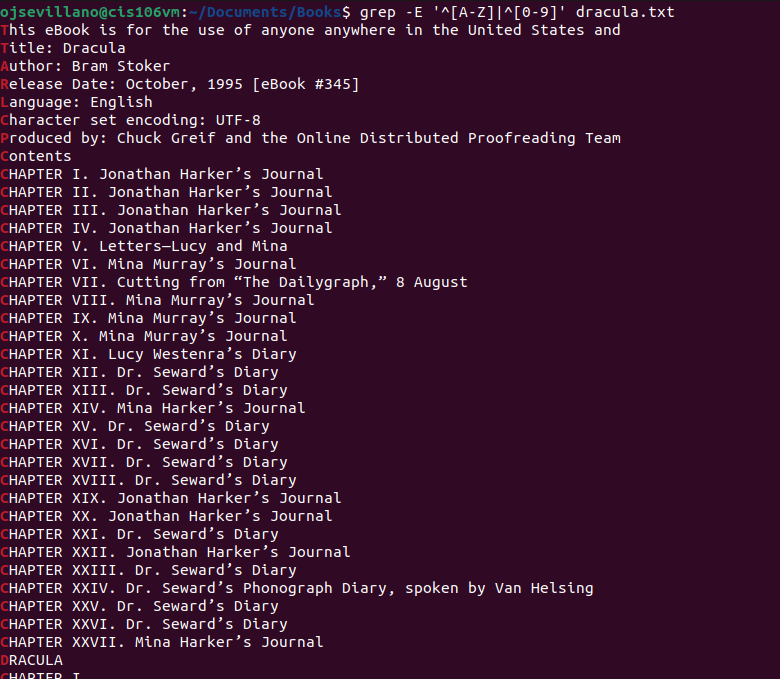 ojsevillano@cis106vm:~/Documents/Books$ grep -E '^[A-Z]|^[0-9]' dracula.txt
This eBook is for the use of anyone anywhere in the United States and
Title: Dracula
Author: Bram Stoker
Release Date: October, 1995 [eBook #345]
Language: English
Character set encoding: UTF-8
Produced by: Chuck Greif and the Online Distributed Proofreading Team
Contents
CHAPTER I. Jonathan Harker’s Journal
CHAPTER II. Jonathan Harker’s Journal
CHAPTER III. Jonathan Harker’s Journal
CHAPTER IV. Jonathan Harker’s Journal
CHAPTER V. Letters—Lucy and Mina
CHAPTER VI. Mina Murray’s Journal
CHAPTER VII. Cutting from “The Dailygraph,” 8 August
CHAPTER VIII. Mina Murray’s Journal
CHAPTER IX. Mina Murray’s Journal
CHAPTER X. Mina Murray’s Journal
CHAPTER XI. Lucy Westenra’s Diary
CHAPTER XII. Dr. Seward’s Diary
CHAPTER XIII. Dr. Seward’s Diary
CHAPTER XIV. Mina Harker’s Journal
CHAPTER XV. Dr. Seward’s Diary
CHAPTER XVI. Dr. Seward’s Diary
CHAPTER XVII. Dr. Seward’s Diary
CHAPTER XVIII. Dr. Seward’s Diary
CHAPTER XIX. Jonathan Harker’s Journal
CHAPTER XX. Jonathan Harker’s Journal
CHAPTER XXI. Dr. Seward’s Diary
CHAPTER XXII. Jonathan Harker’s Journal
CHAPTER XXIII. Dr. Seward’s Diary
CHAPTER XXIV. Dr. Seward’s Phonograph Diary, spoken by Van Helsing
CHAPTER XXV. Dr. Seward’s Diary
CHAPTER XXVI. Dr. Seward’s Diary
CHAPTER XXVII. Mina Harker’s Journal
DRACULA
CHAPTER I